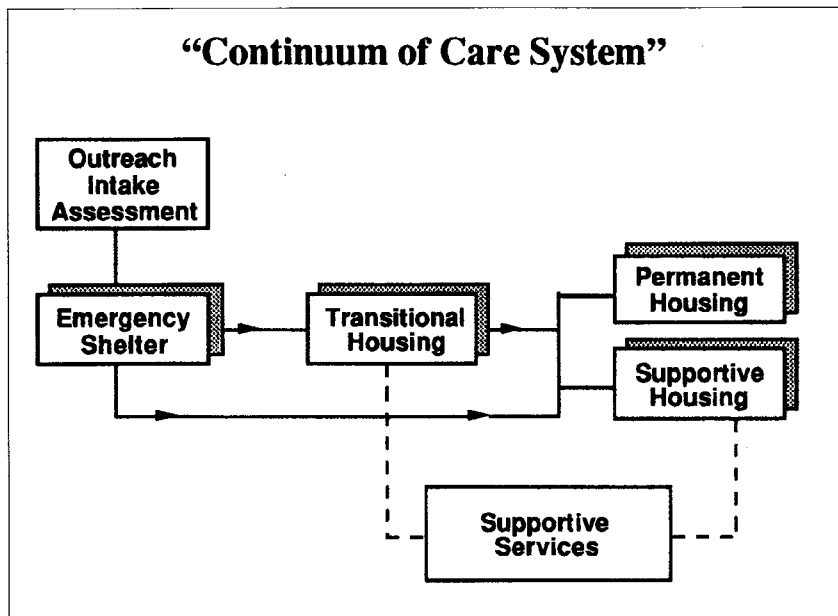 “Continuum of Care System”
Outreach
Intake
Assessment
Emergency
Shelter
Transitional
Housing
Permanent
Housing
Supportive
Housing
Supportive
Services